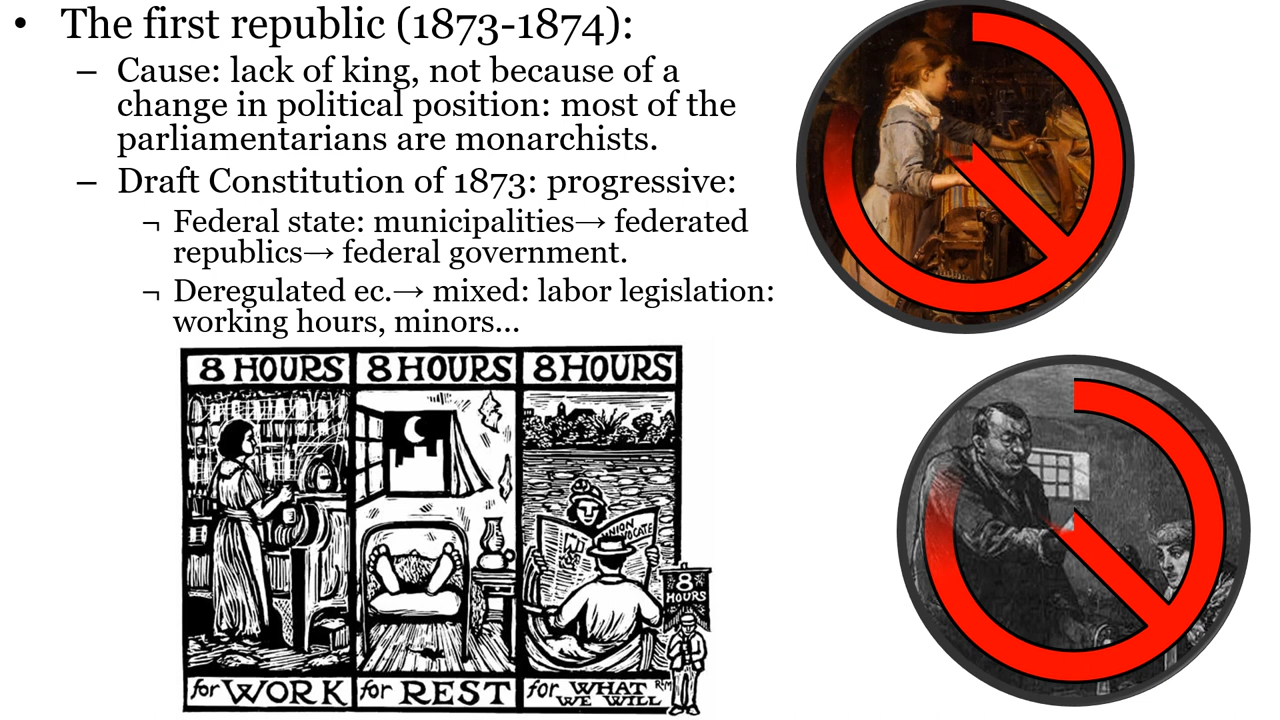 • The first republic (1873-1874):
– Cause: lack of king, not because of a
change in political position: most of the
parliamentarians are monarchists.
– Draft Constitution of 1873: progressive:
¬ Federal state: municipalities→ federated
republics→ federal government.
¬ Deregulated ec.→ mixed: labor legislation:
working hours, minors...
8 HOURS 8 HOURS 8 HOURS
UNION
8
HOURS
for WORK for REST for WHAT
WE WILL